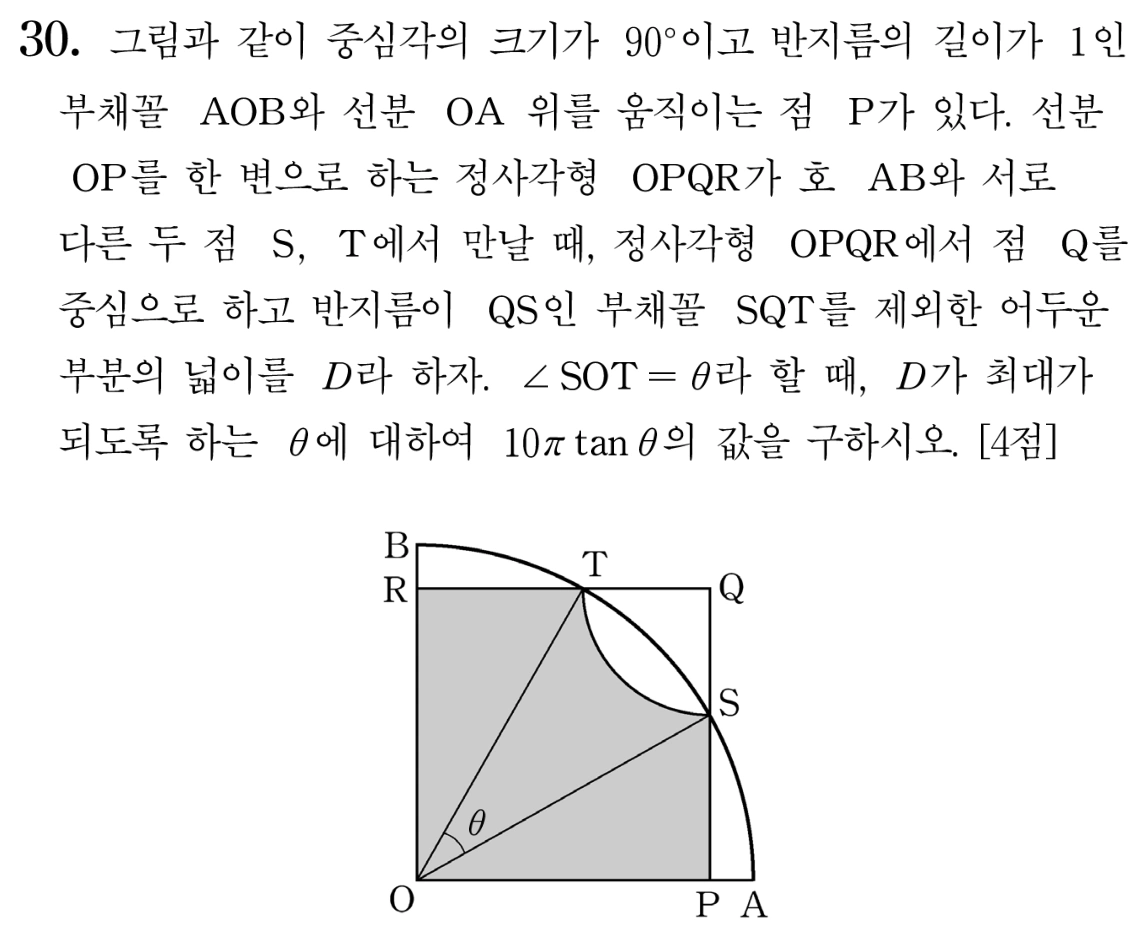 30. 그림과 같이 중심각의 크기가 90°이고 반지름의 길이가 1인
부채꼴 AOB와 선분 OA 위를 움직이는 점 P가 있다. 선분
OP를 한 변으로 하는 정사각형 OPQR가 호 AB와 서로
다른 두 점 S, T에서 만날 때, 정사각형 OPQR에서 점 Q를
중심으로 하고 반지름이 QS인 부채꼴 SQT를 제외한 어두운
부분의 넓이를 D라 하자. ∠SOT = θ라 할 때, D가 최대가
되도록 하는 θ에 대하여 10π tan θ의 값을 구하시오. [4점]
B
T
R
Q
S
θ
O
P
A